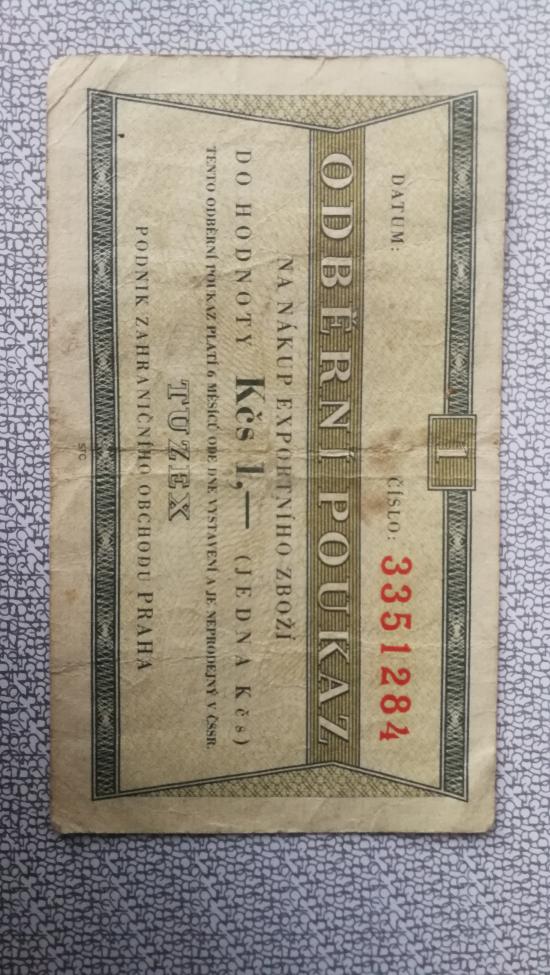 1
DATUM: ČÍSLO: 3351284
ODBĚRNÍ POUKAZ
NA NÁKUP EXPORTNÍHO ZBOŽÍ
DO HODNOTY Kčs 1,— (JEDNA Kčs)
TENTO ODBĚRNÍ POUKAZ PLATÍ 6 MĚSÍCŮ ODE DNE VYSTAVENÍ A JE NEPRODEJNÝ V ČSSR.
TUZEX
PODNIK ZAHRANIČNÍHO OBCHODU PRAHA
STC